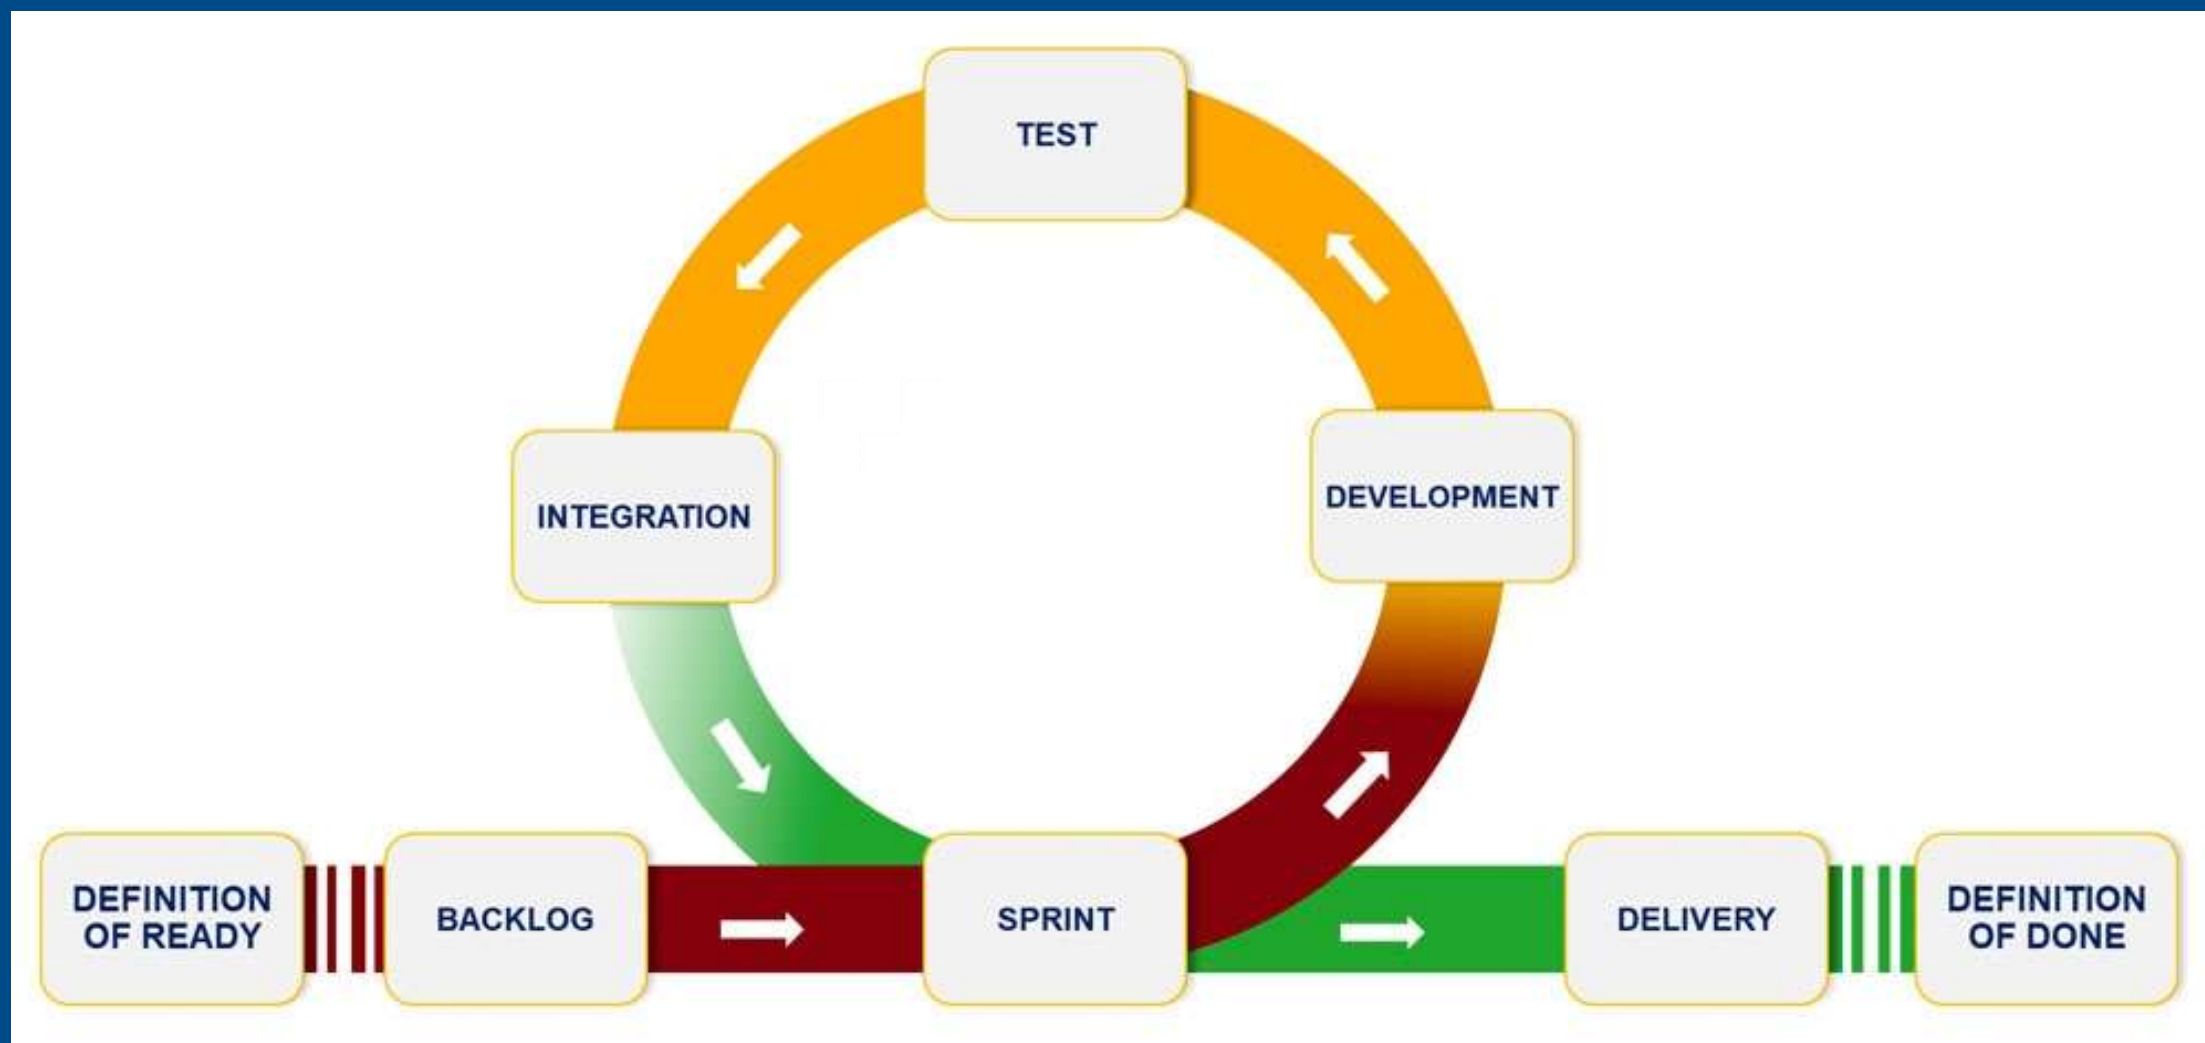 TEST
INTEGRATION
DEVELOPMENT
DEFINITION
OF READY
BACKLOG
SPRINT
DELIVERY
DEFINITION
OF DONE